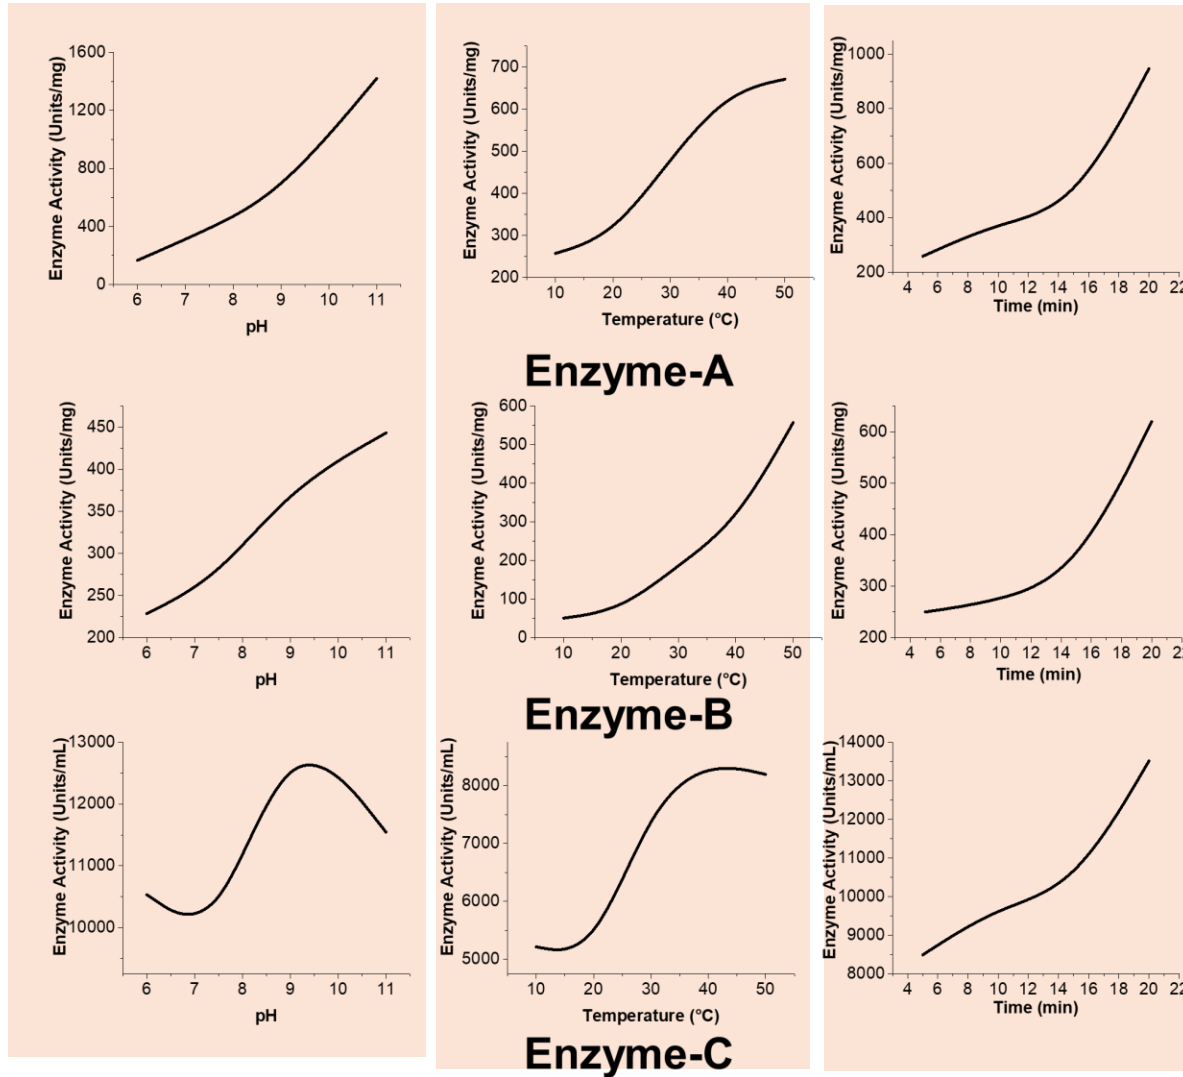 Enzyme Activity (Units/mg)
1600
1200
800
400
0
6 7 8 9 10 11
pH
Enzyme Activity (Units/mg)
700
600
500
400
300
200
10 20 30 40 50
Temperature (°C)
Enzyme Activity (Units/mg)
1000
800
600
400
200
4 6 8 10 12 14 16 18 20 22
Time (min)
Enzyme-A
Enzyme Activity (Units/mg)
450
400
350
300
250
200
6 7 8 9 10 11
pH
Enzyme Activity (Units/mg)
600
500
400
300
200
100
0
10 20 30 40 50
Temperature (°C)
Enzyme Activity (Units/mg)
600
500
400
300
200
4 6 8 10 12 14 16 18 20 22
Time (min)
Enzyme-B
Enzyme Activity (Units/mL)
13000
12000
11000
10000
6 7 8 9 10 11
pH
Enzyme Activity (Units/mL)
8000
7000
6000
5000
10 20 30 40 50
Temperature (°C)
Enzyme Activity (Units/mL)
14000
13000
12000
11000
10000
9000
8000
4 6 8 10 12 14 16 18 20 22
Time (min)
Enzyme-C